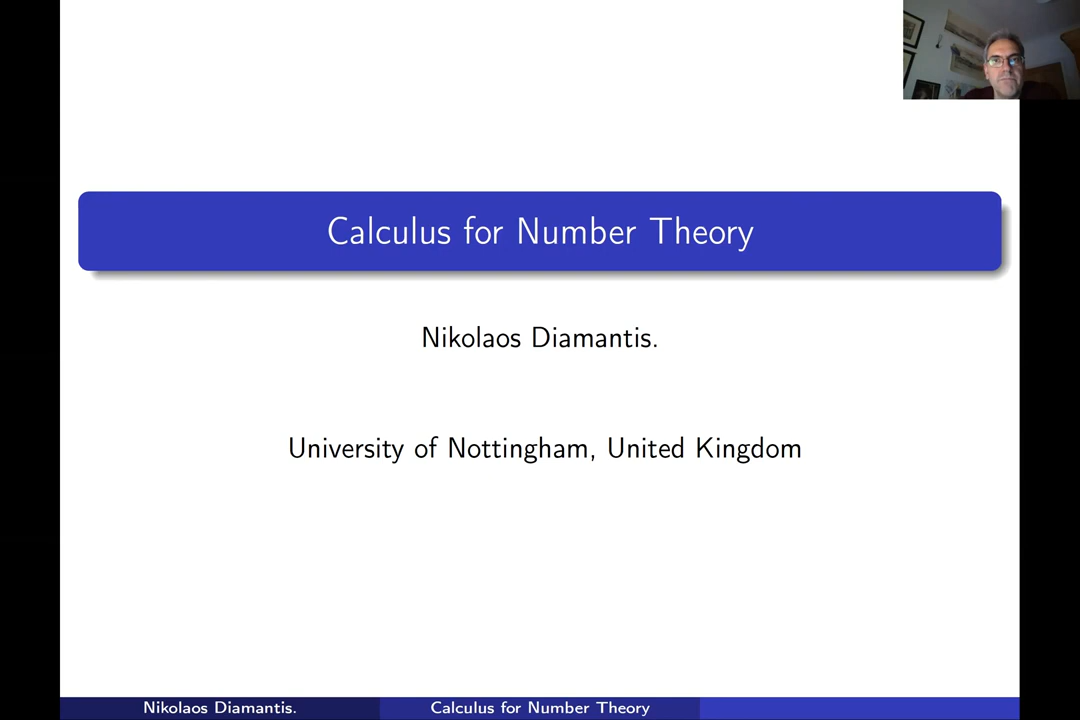 Calculus for Number Theory
Nikolaos Diamantis.
University of Nottingham, United Kingdom
Nikolaos Diamantis.
Calculus for Number Theory